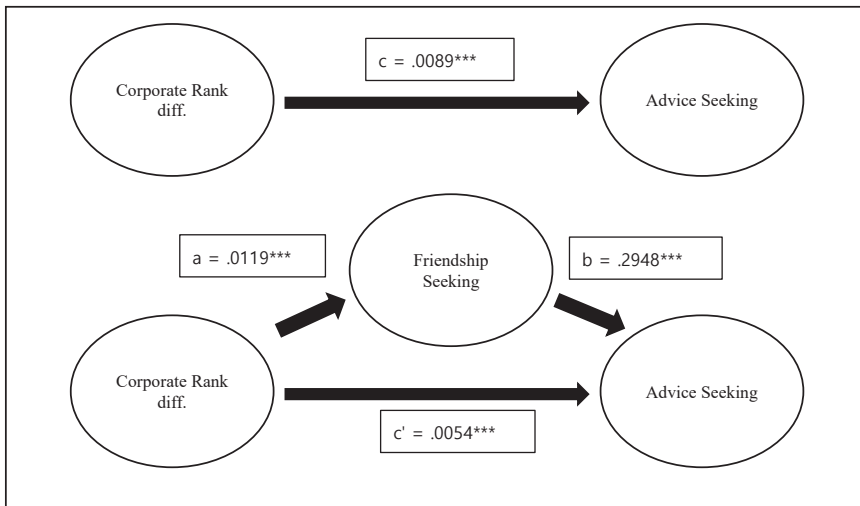 c = .0089***
Corporate Rank
diff.
Advice Seeking
a = .0119***
Friendship
Seeking
b = .2948***
Corporate Rank
diff.
Advice Seeking
c' = .0054***